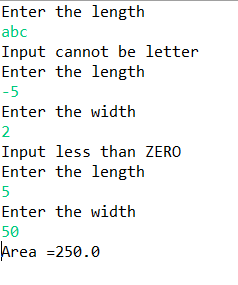 Enter the length
abc
Input cannot be letter
Enter the length
-5
Enter the width
2
Input less than ZERO
Enter the length
5
Enter the width
50
Area =250.0